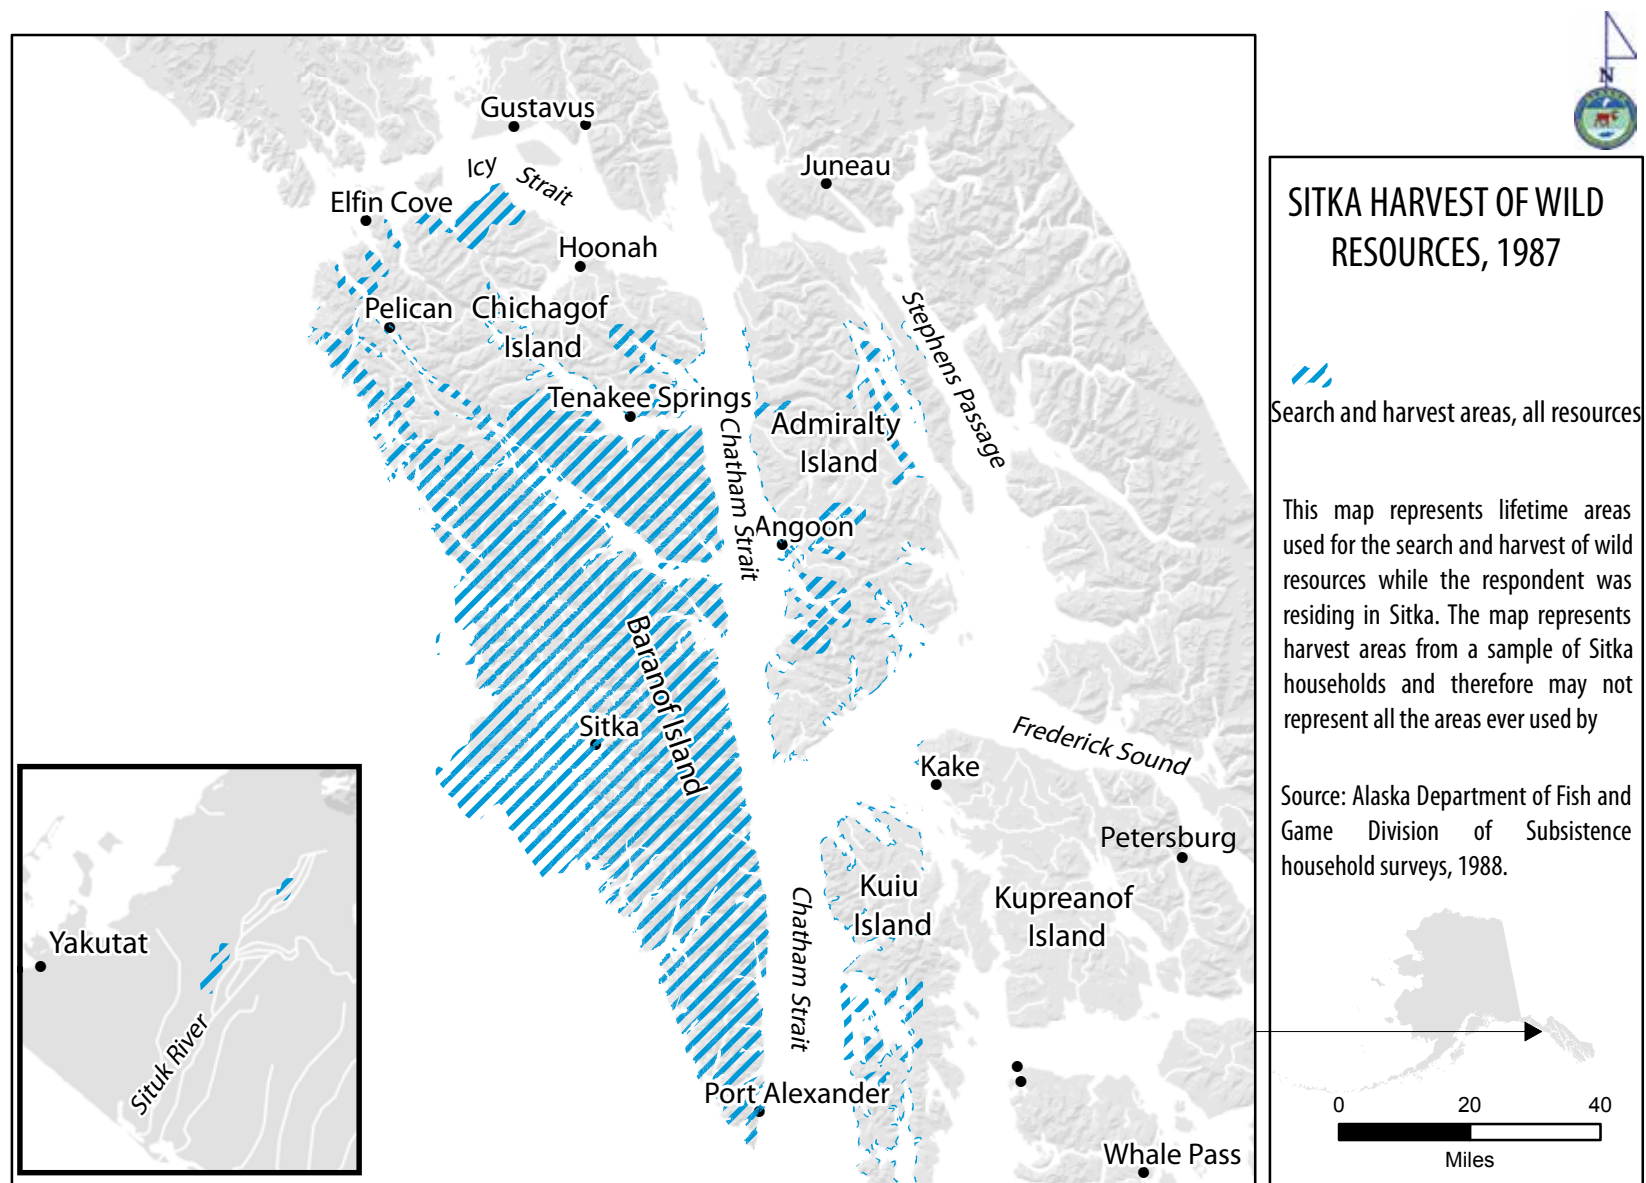 N
ALASKA
Gustavus
Icy Strait
Juneau
Elfin Cove
Hoonah
Pelican
Chichagof
Island
Stephens Passage
Tenakee Springs
Chatham Strait
Admiralty
Island
Angoon
Baranof Island
Sitka
Frederick Sound
Kake
Petersburg
Kuiu
Island
Kupreanof
Island
Chatham Strait
Port Alexander
Whale Pass
Yakutat
Situk River
SITKA HARVEST OF WILD
RESOURCES, 1987
Search and harvest areas, all resources
This map represents lifetime areas
used for the search and harvest of wild
resources while the respondent was
residing in Sitka. The map represents
harvest areas from a sample of Sitka
households and therefore may not
represent all the areas ever used by
Source: Alaska Department of Fish and
Game Division of Subsistence
household surveys, 1988.
0 20 40
Miles